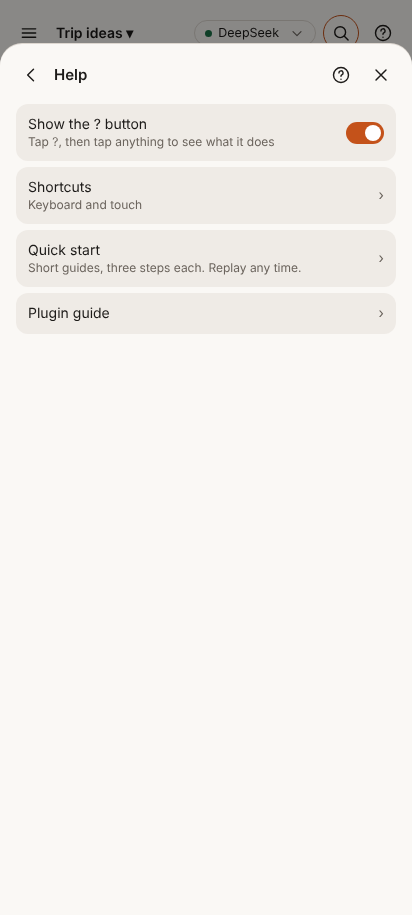 Trip ideas ▾
DeepSeek
Help
Show the ? button
Tap ?, then tap anything to see what it does
Shortcuts
Keyboard and touch
Quick start
Short guides, three steps each. Replay any time.
Plugin guide